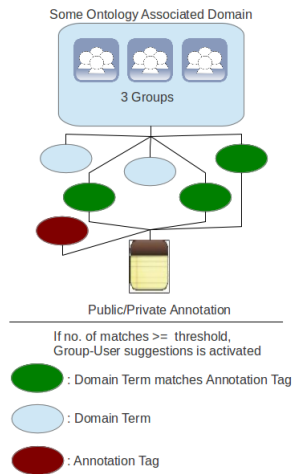 Some Ontology Associated Domain
3 Groups
Public/Private Annotation
If no. of matches >= threshold,
Group-User suggestions is activated
: Domain Term matches Annotation Tag
: Domain Term
: Annotation Tag